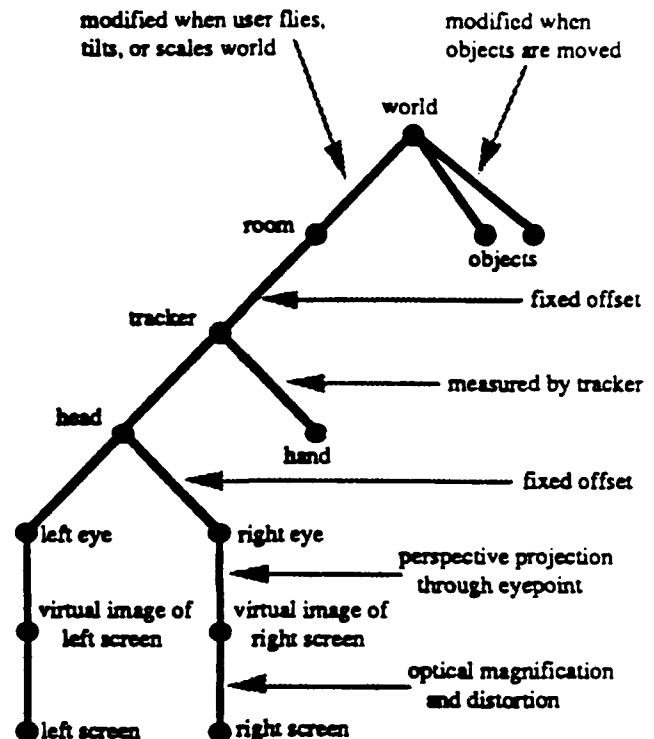 modified when user flies,
tilts, or scales world
modified when
objects are moved
world
room
objects
fixed offset
tracker
measured by tracker
head
hand
fixed offset
left eye
right eye
perspective projection
through eyepoint
virtual image of
left screen
virtual image of
right screen
optical magnification
and distortion
left screen
right screen